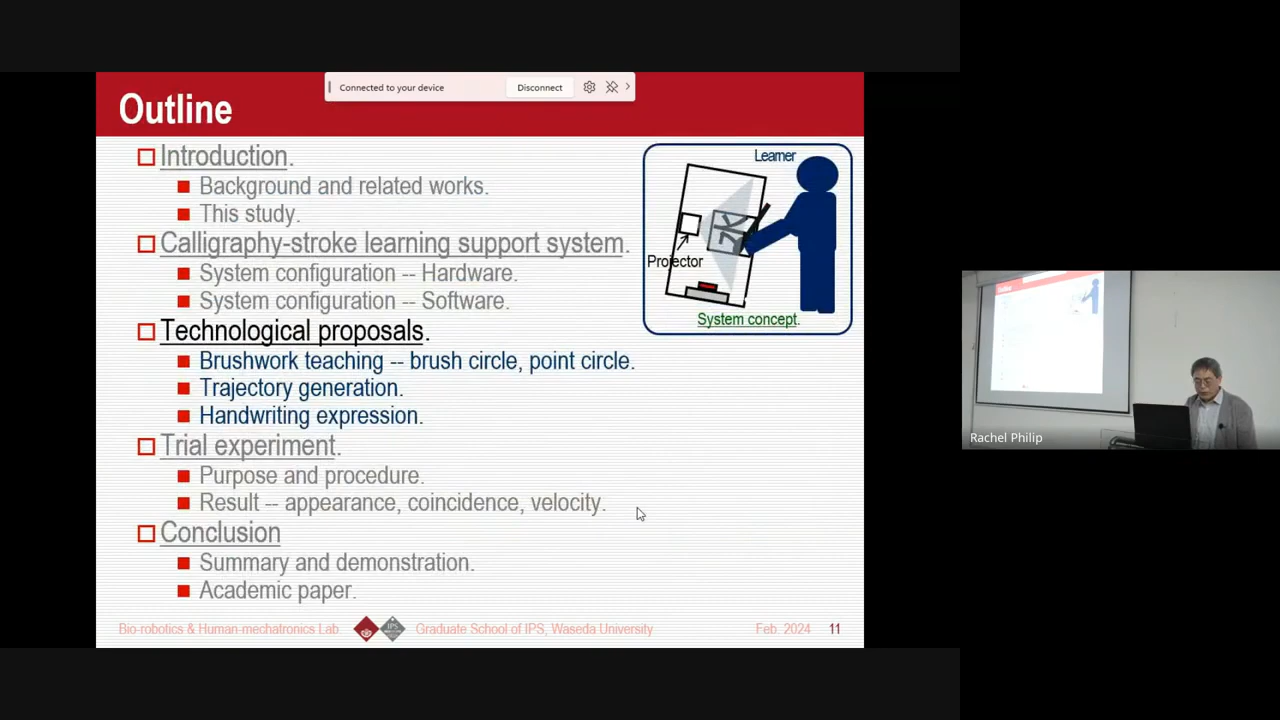 Connected to your device
Disconnect
Outline
Introduction.
Background and related works.
This study.
Calligraphy-stroke learning support system.
System configuration -- Hardware.
System configuration -- Software.
Technological proposals.
Brushwork teaching -- brush circle, point circle.
Trajectory generation.
Handwriting expression.
Trial experiment.
Purpose and procedure.
Result -- appearance, coincidence, velocity.
Conclusion
Summary and demonstration.
Academic paper.
Learner
Projector
System concept.
Bio-robotics & Human-mechatronics Lab.
IPS
Graduate School of IPS, Waseda University
Feb. 2024
11
Outline
Rachel Philip